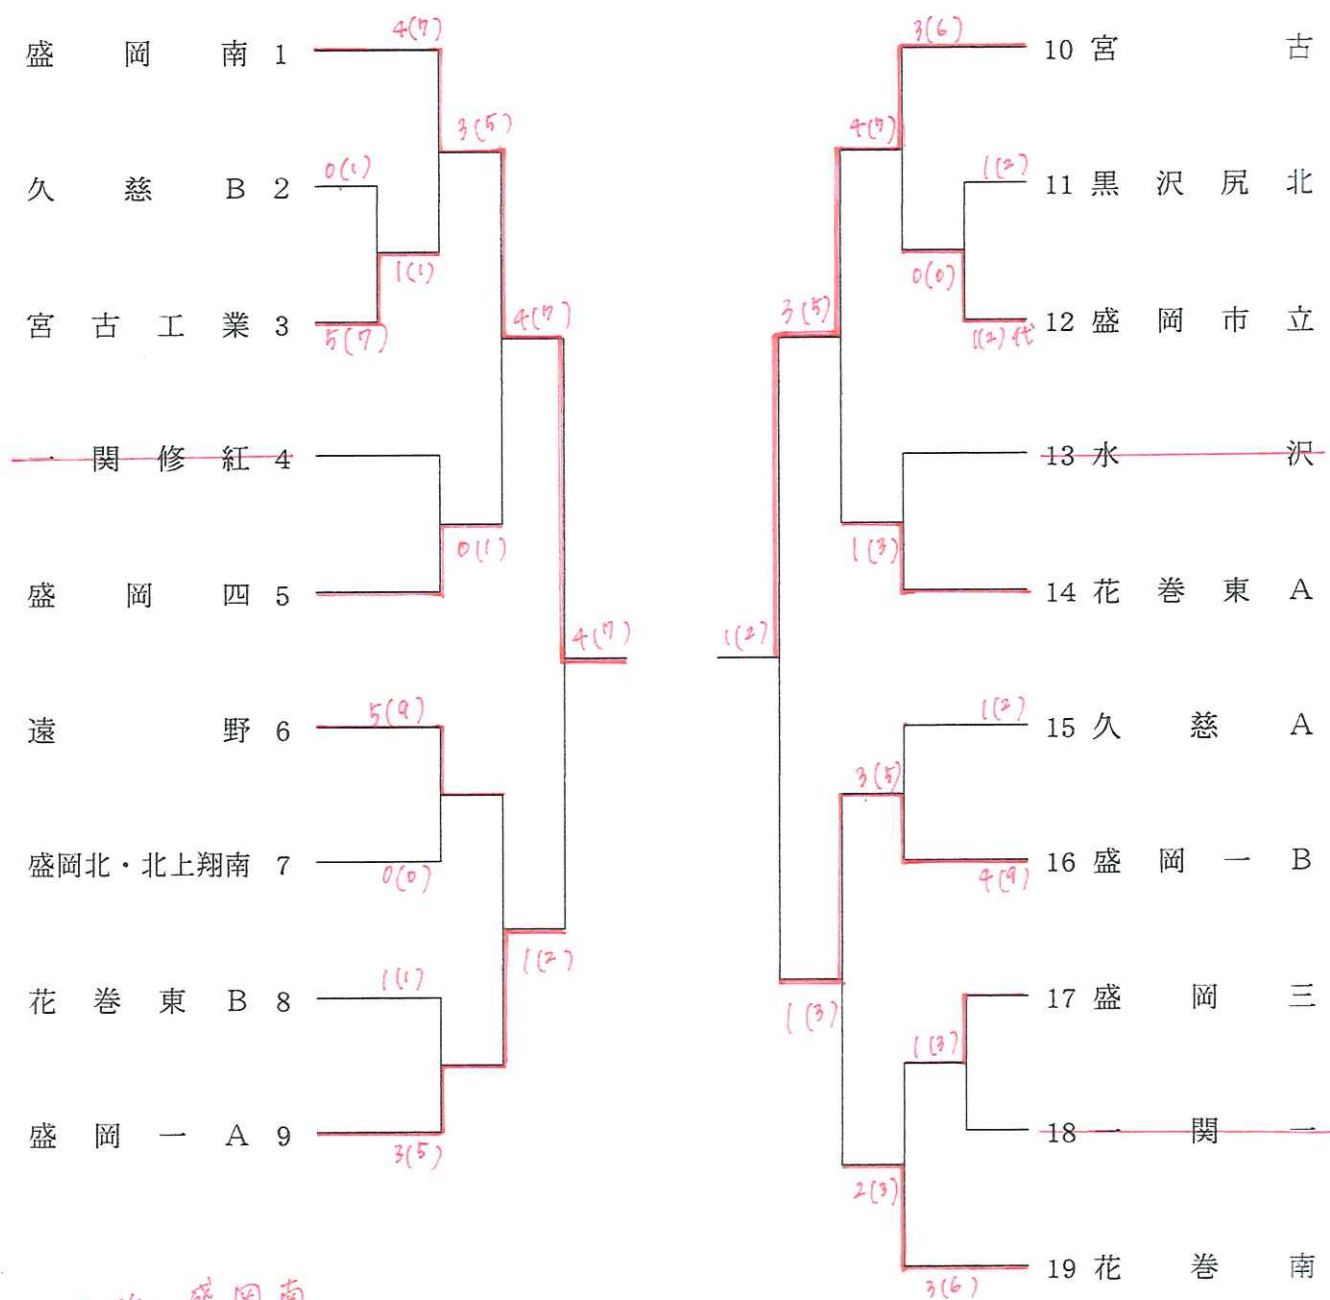 4(7)
盛岡南 1
3(5)
0(1)
久慈B 2
1(1)
宮古工業 3
5(7)
4(7)
一関修紅 4
0(1)
盛岡四 5
4(7)
5(9)
遠野 6
盛岡北・北上翔南 7
0(0)
1(1)
花巻東B 8
1(2)
盛岡一A 9
3(5)
盛岡南
3(6)
10 宮古
4(7)
1(2)
11 黒沢尻北
0(0)
3(5)
12 盛岡市立
1(2)代
13 水沢
1(3)
14 花巻東A
1(2)
1(2)
15 久慈A
3(5)
16 盛岡一B
4(9)
17 盛岡三
1(3)
1(3)
18 一関一
2(3)
19 花巻南
3(6)